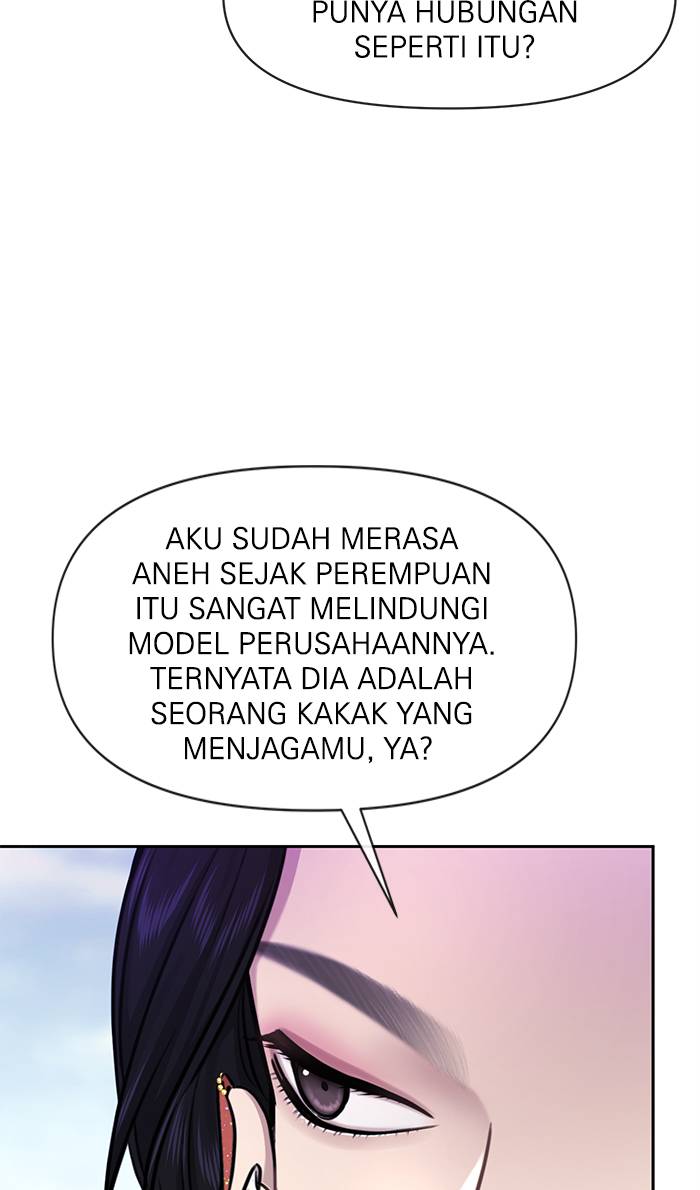 PUNYA HUBUNGAN
SEPERTI ITU?
AKU SUDAH MERASA
ANEH SEJAK PEREMPUAN
ITU SANGAT MELINDUNGI
MODEL PERUSAHAANNYA.
TERNYATA DIA ADALAH
SEORANG KAKAK YANG
MENJAGAMU, YA?